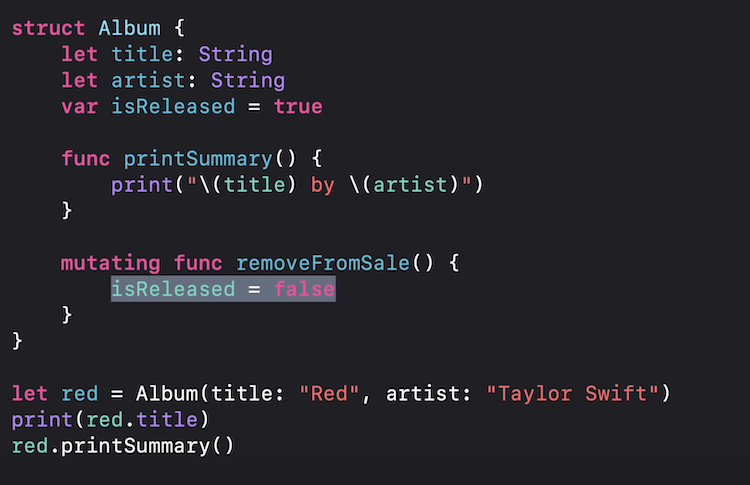 struct Album {
    let title: String
    let artist: String
    var isReleased = true

    func printSummary() {
        print("\(title) by \(artist)")
    }

    mutating func removeFromSale() {
        isReleased = false
    }
}

let red = Album(title: "Red", artist: "Taylor Swift")
print(red.title)
red.printSummary()